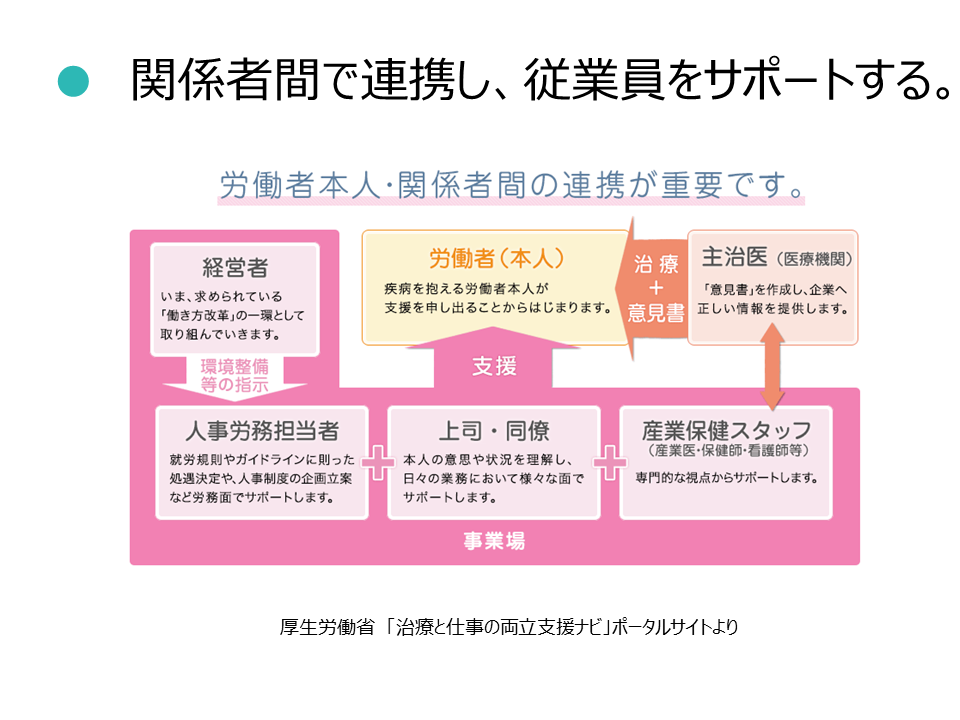 ● 関係者間で連携し、従業員をサポートする。
労働者本人・関係者間の連携が重要です。
経営者
いま、求められている
「働き方改革」の一環として
取り組んでいきます。
環境整備
等の指示
労働者（本人）
疾病を抱える労働者本人が
支援を申し出ることからはじまります。
治療
＋
意見書
主治医（医療機関）
「意見書」を作成し、企業へ
正しい情報を提供します。
支援
人事労務担当者
就労規則やガイドラインに則った
処遇決定や、人事制度の企画立案
など労務面でサポートします。
上司・同僚
本人の意思や状況を理解し、
日々の業務において様々な面で
サポートします。
産業保健スタッフ
（産業医・保健師・看護師等）
専門的な視点からサポートします。
事業場
厚生労働省 「治療と仕事の両立支援ナビ」ポータルサイトより